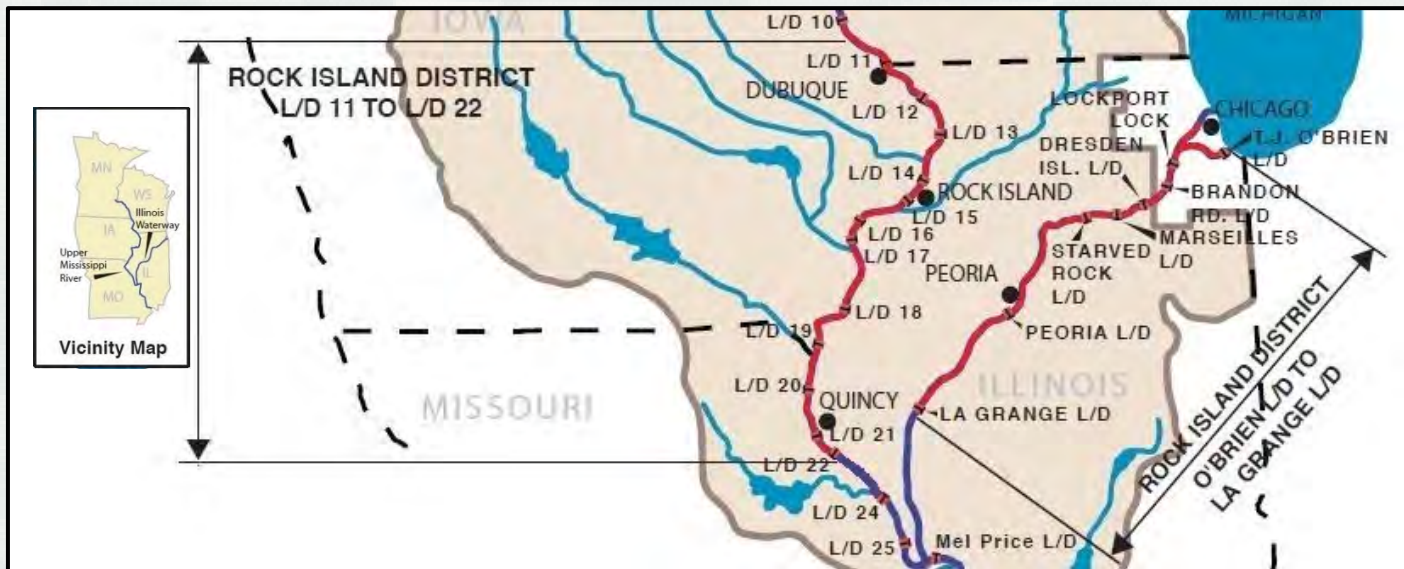 IOWA
L/D 10
MICHIGAN
ROCK ISLAND DISTRICT
L/D 11 TO L/D 22
L/D 11
DUBUQUE
L/D 12
L/D 13
L/D 14
ROCK ISLAND
L/D 15
L/D 16
L/D 17
L/D 18
L/D 19
L/D 20
QUINCY
L/D 21
L/D 22
L/D 24
L/D 25
Mel Price L/D
LOCKPORT
LOCK
CHICAGO
T.J. O'BRIEN
L/D
DRESDEN
ISL. L/D
BRANDON
RD. L/D
MARSEILLES
L/D
STARVED
ROCK
L/D
PEORIA
PEORIA L/D
LA GRANGE L/D
ILLINOIS
MISSOURI
ROCK ISLAND DISTRICT
O'BRIEN L/D TO
LA GRANGE L/D
MN
WS
IA
IL
MO
Illinois
Waterway
Upper
Mississippi
River
Vicinity Map